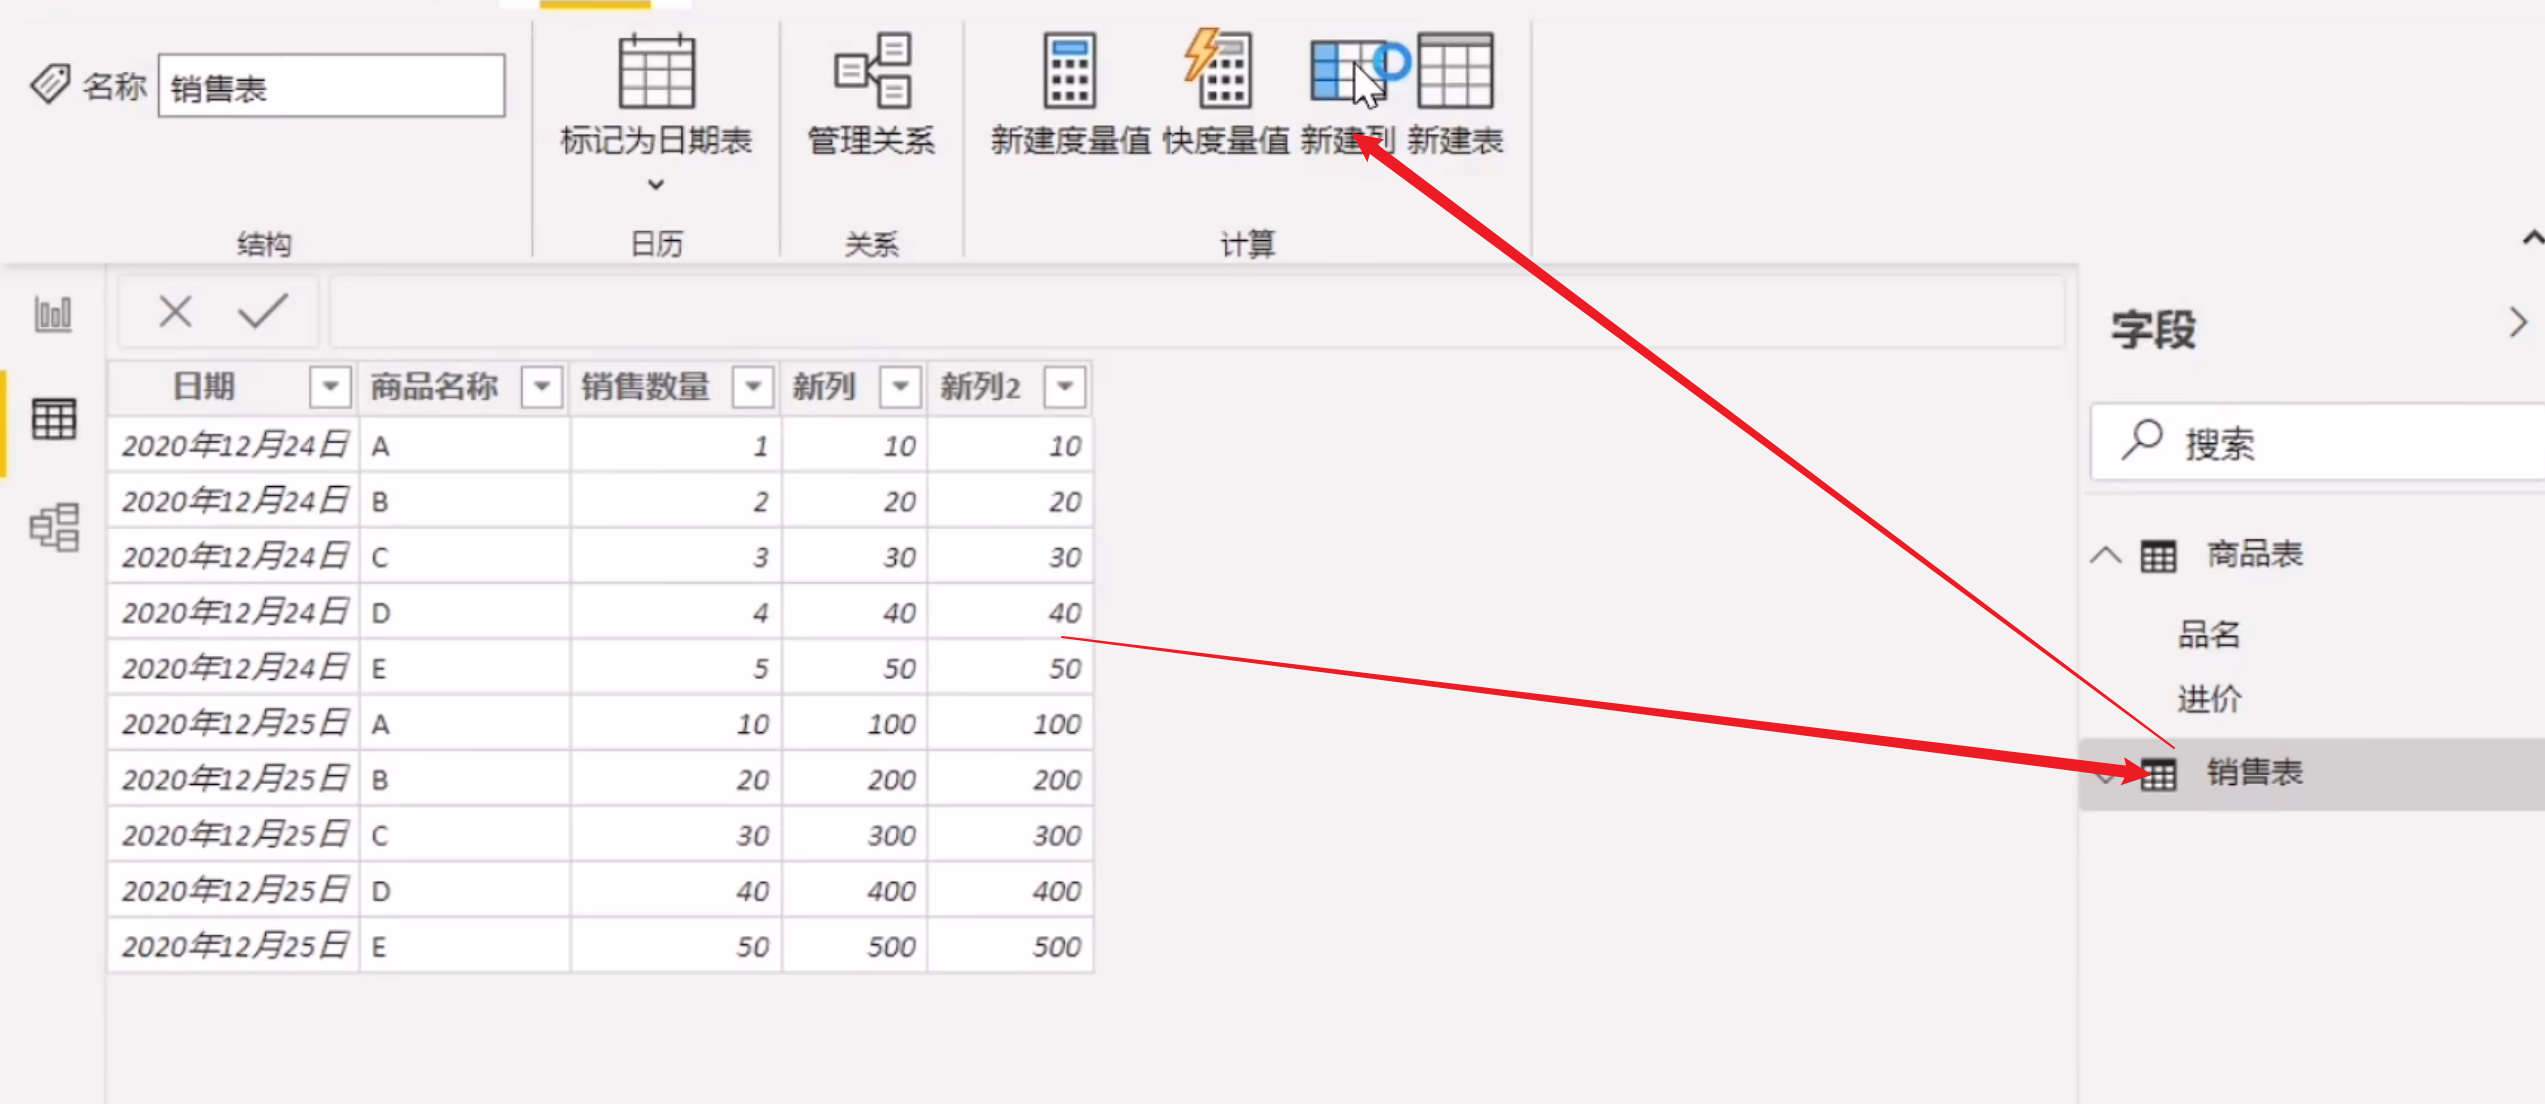 名称 销售表
标记为日期表 管理关系 新建度量值 快度量值 新建列 新建表
结构 日历 关系 计算
字段
搜索
商品表
品名
进价
销售表
日期 商品名称 销售数量 新列 新列2
2020年12月24日 A 1 10 10
2020年12月24日 B 2 20 20
2020年12月24日 C 3 30 30
2020年12月24日 D 4 40 40
2020年12月24日 E 5 50 50
2020年12月25日 A 10 100 100
2020年12月25日 B 20 200 200
2020年12月25日 C 30 300 300
2020年12月25日 D 40 400 400
2020年12月25日 E 50 500 500